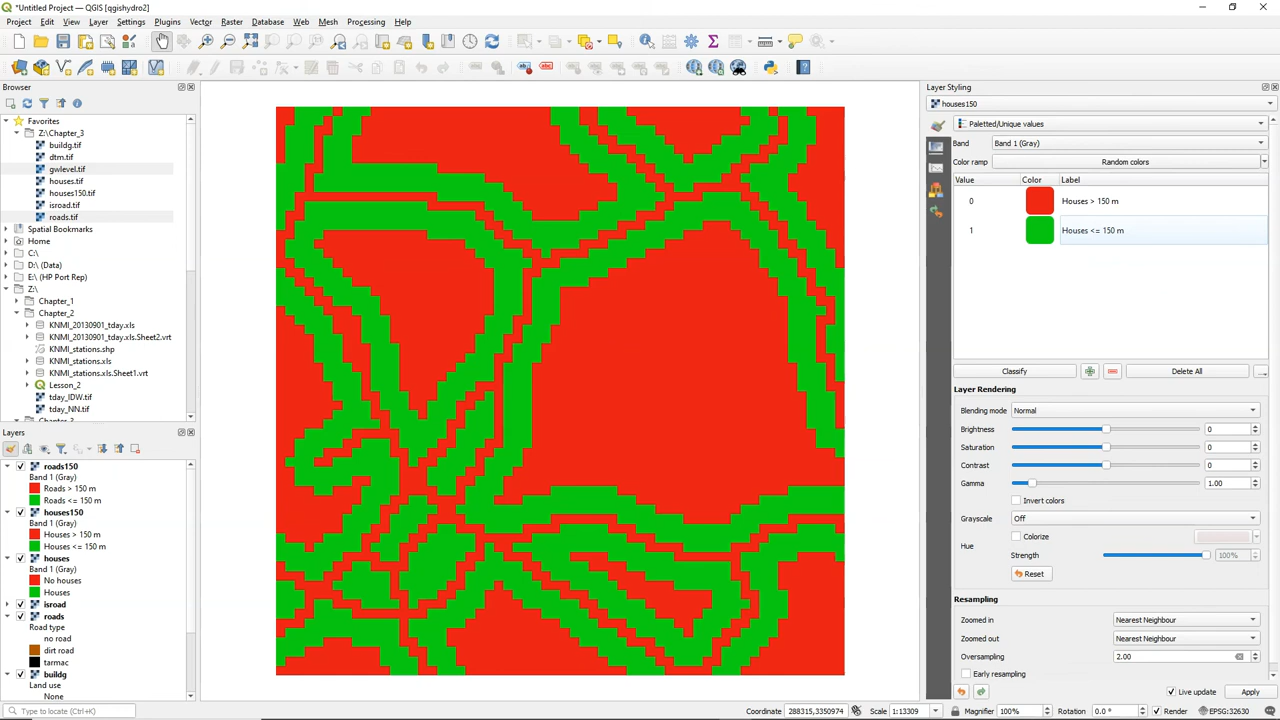 *Untitled Project — QGIS [qgishydro2]
Project Edit View Layer Settings Plugins Vector Raster Database Web Mesh Processing Help
Browser
Favorites
Z:\Chapter_3
buildg.tif
dtm.tif
gwlevel.tif
houses.tif
houses150.tif
isroad.tif
roads.tif
Spatial Bookmarks
Home
C:\
D:\ (Data)
E:\ (HP Port Rep)
Z:\
Chapter_1
Chapter_2
KNMI_20130901_tday.xls
KNMI_20130901_tday.xls.Sheet2.vrt
KNMI_stations.shp
KNMI_stations.xls
KNMI_stations.xls.Sheet1.vrt
Lesson_2
tday_IDW.tif
tday_NN.tif
Layers
roads150
Band 1 (Gray)
Roads > 150 m
Roads <= 150 m
houses150
Band 1 (Gray)
Houses > 150 m
Houses <= 150 m
houses
Band 1 (Gray)
No houses
Houses
isroad
roads
Road type
no road
dirt road
tarmac
buildg
Land use
None
Layer Styling
houses150
Paletted/Unique values
Band Band 1 (Gray)
Color ramp Random colors
Value Color Label
0 Houses > 150 m
1 Houses <= 150 m
Classify Delete All ...
Layer Rendering
Blending mode Normal
Brightness 0
Saturation 0
Contrast 0
Gamma 1.00
Invert colors
Grayscale Off
Hue Colorize
Strength 100%
Reset
Resampling
Zoomed in Nearest Neighbour
Zoomed out Nearest Neighbour
Oversampling 2.00
Early resampling
Live update Apply
Type to locate (Ctrl+K) Coordinate 288315,3350974 Scale 1:13309 Magnifier 100% Rotation 0.0 ° Render EPSG:32630